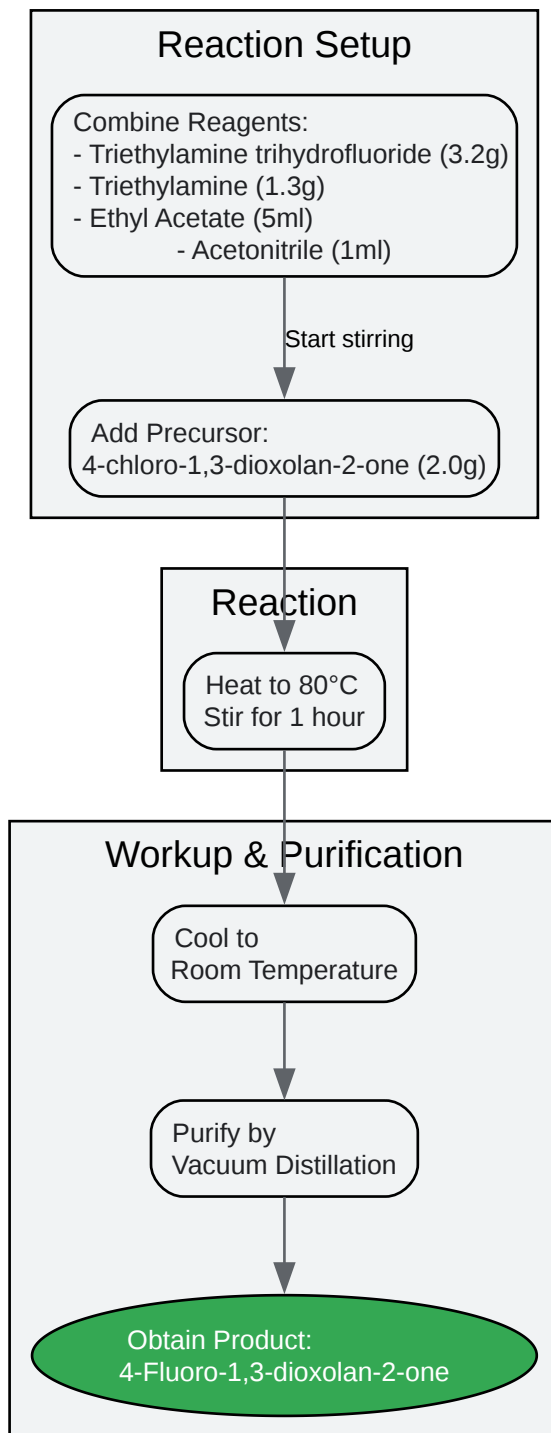 Reaction Setup
Combine Reagents:
- Triethylamine trihydrofluoride (3.2g)
- Triethylamine (1.3g)
- Ethyl Acetate (5ml)
- Acetonitrile (1ml)
Start stirring
Add Precursor:
4-chloro-1,3-dioxolan-2-one (2.0g)
Reaction
Heat to 80°C
Stir for 1 hour
Workup & Purification
Cool to
Room Temperature
Purify by
Vacuum Distillation
Obtain Product:
4-Fluoro-1,3-dioxolan-2-one